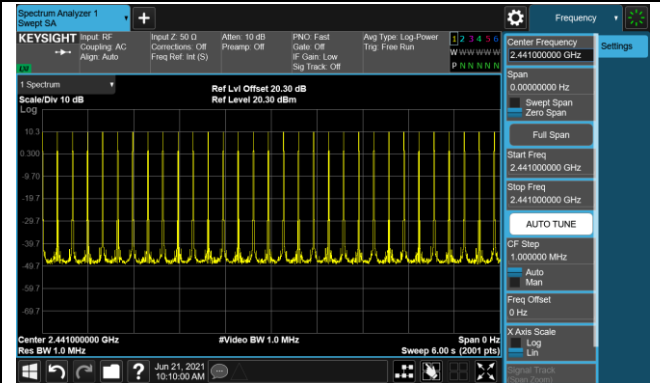 Spectrum Analyzer 1
Swept SA
+
Frequency
KEYSIGHT
Input: RF
Coupling: AC
Align: Auto
Input Z: 50 Ω
Corrections: Off
Freq Ref: Int (S)
Atten: 10 dB
Preamp: Off
PNO: Fast
Gate: Off
IF Gain: Low
Sig Track: Off
Avg Type: Log-Power
Trig: Free Run
1 2 3 4 5 6
W W W W W W
P N N N N N
1 Spectrum
Scale/Div 10 dB
Log
Ref Lvl Offset 20.30 dB
Ref Level 20.30 dBm
10.3
0.300
-9.70
-19.7
-29.7
-39.7
-49.7
-59.7
-69.7
Center 2.441000000 GHz
Res BW 1.0 MHz
#Video BW 1.0 MHz
Span 0 Hz
Sweep 6.00 s (2001 pts)
Center Frequency
2.441000000 GHz
Settings
Span
0.00000000 Hz
Swept Span
Zero Span
Full Span
Start Freq
2.441000000 GHz
Stop Freq
2.441000000 GHz
AUTO TUNE
CF Step
1.000000 MHz
Auto
Man
Freq Offset
0 Hz
X Axis Scale
Log
Lin
Signal Track
(Span Zoom)
?
Jun 21, 2021
10:10:00 AM